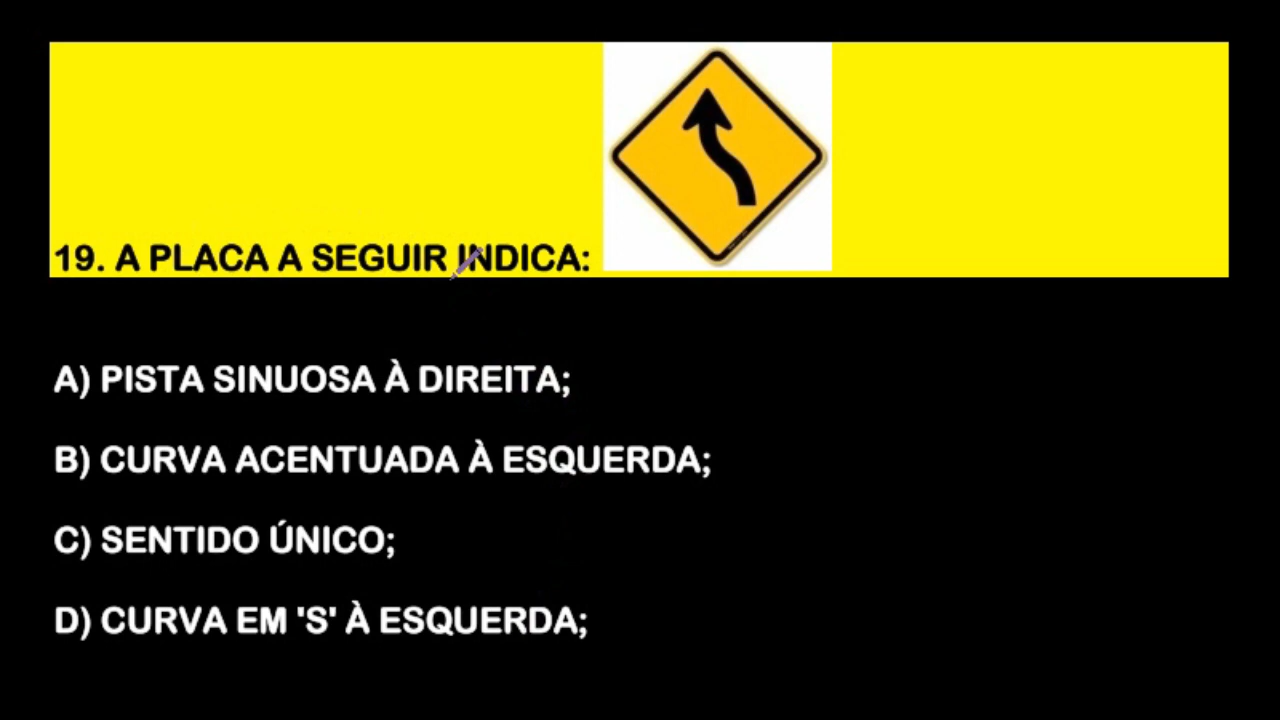 19. A PLACA A SEGUIR INDICA:
A) PISTA SINUOSA À DIREITA;
B) CURVA ACENTUADA À ESQUERDA;
C) SENTIDO ÚNICO;
D) CURVA EM 'S' À ESQUERDA;